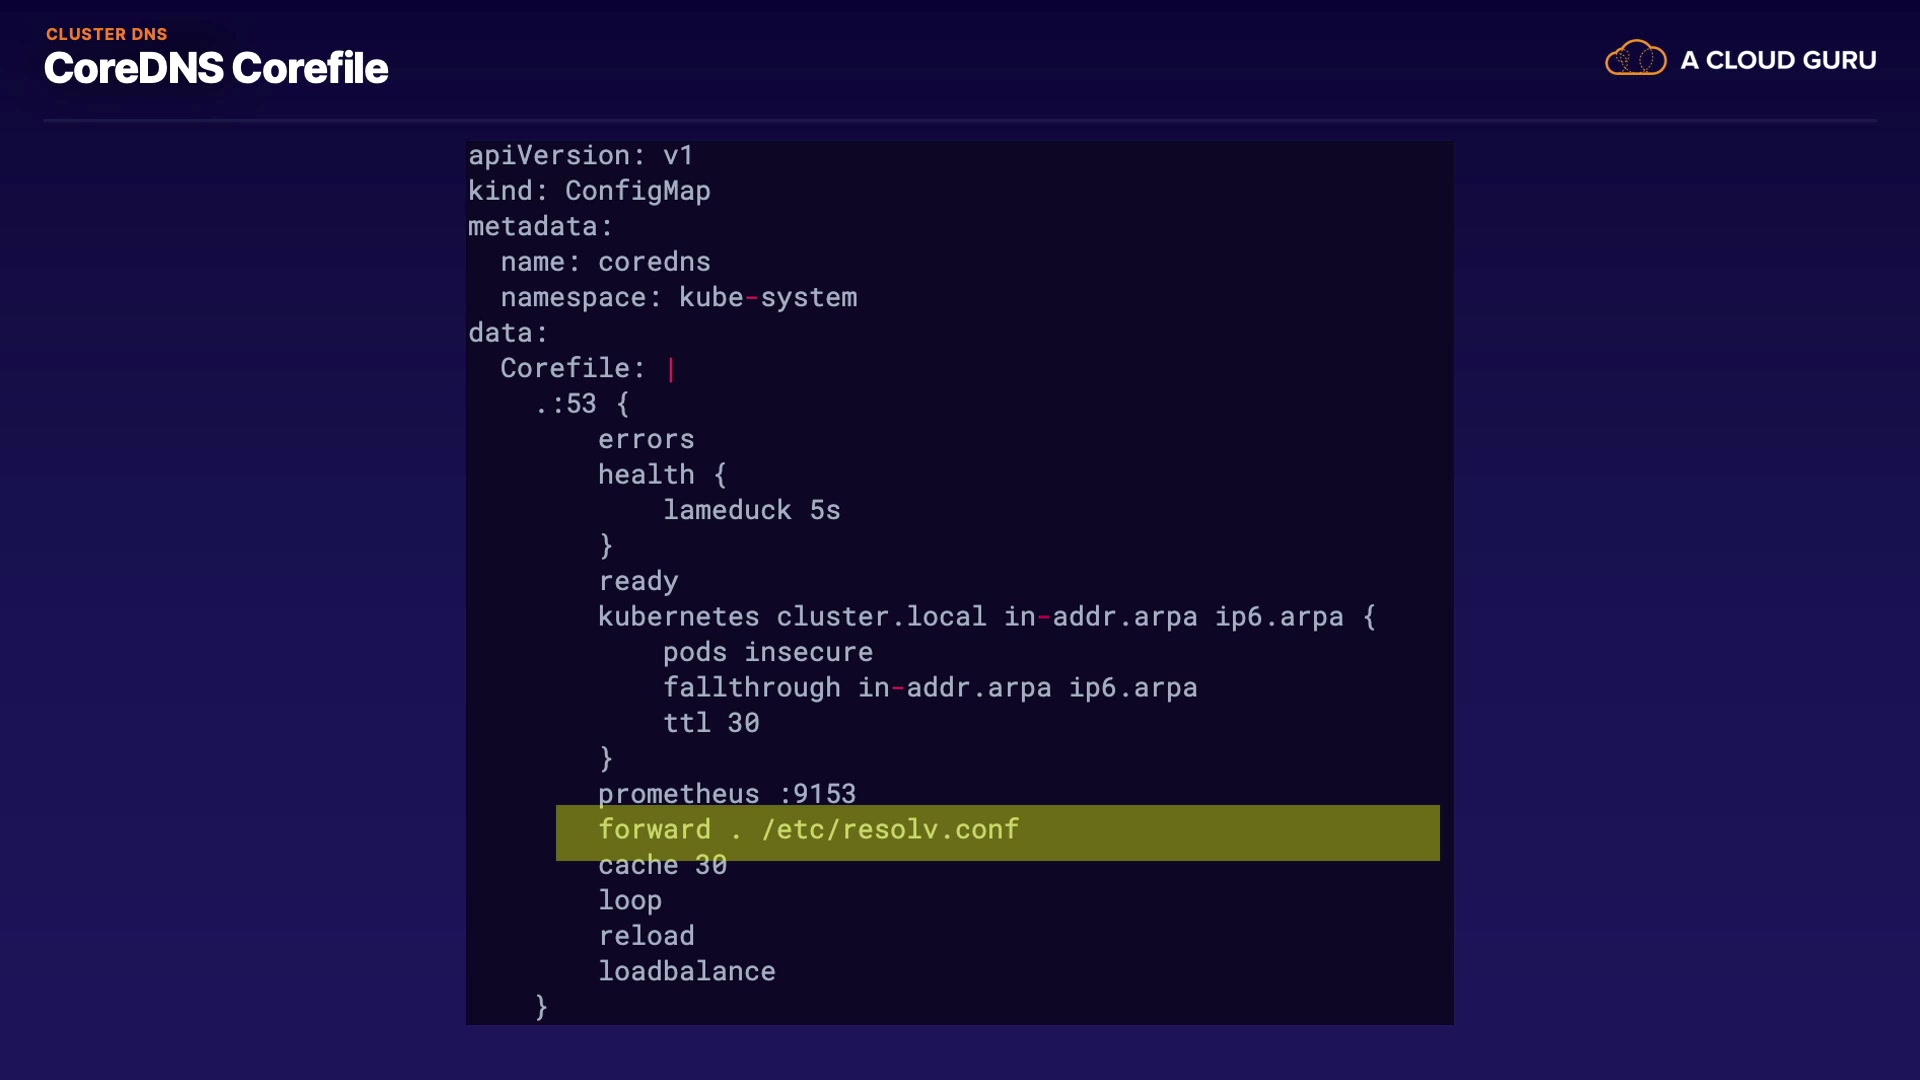 CLUSTER DNS
CoreDNS Corefile
A CLOUD GURU
apiVersion: v1
kind: ConfigMap
metadata:
  name: coredns
  namespace: kube-system
data:
  Corefile: |
    .:53 {
        errors
        health {
            lameduck 5s
        }
        ready
        kubernetes cluster.local in-addr.arpa ip6.arpa {
            pods insecure
            fallthrough in-addr.arpa ip6.arpa
            ttl 30
        }
        prometheus :9153
        forward . /etc/resolv.conf
        cache 30
        loop
        reload
        loadbalance
    }